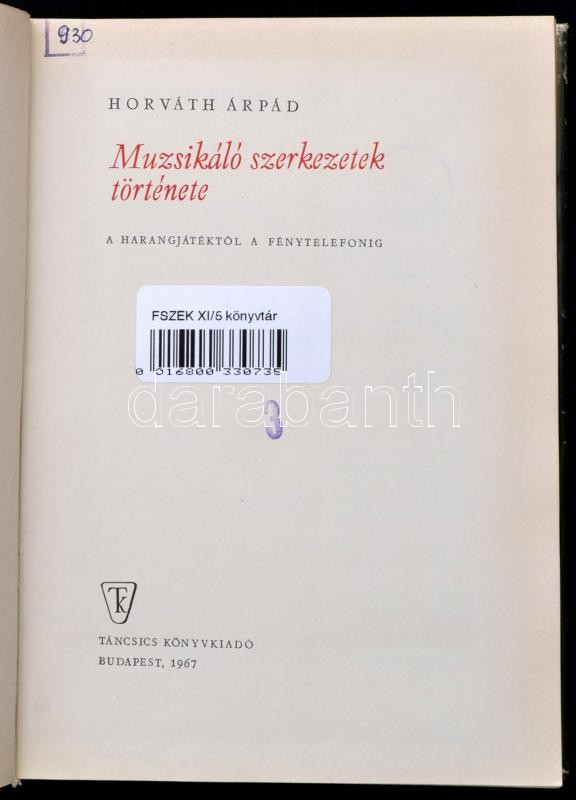 930
HORVÁTH ÁRPÁD
Muzsikáló szerkezetek
története
A HARANGJÁTÉKTÓL A FÉNYTELEFONIG
FSZEK XI/5 könyvtár
0 016800 330735
darabanth
3
TK
TÁNCSICS KÖNYVKIADÓ
BUDAPEST, 1967